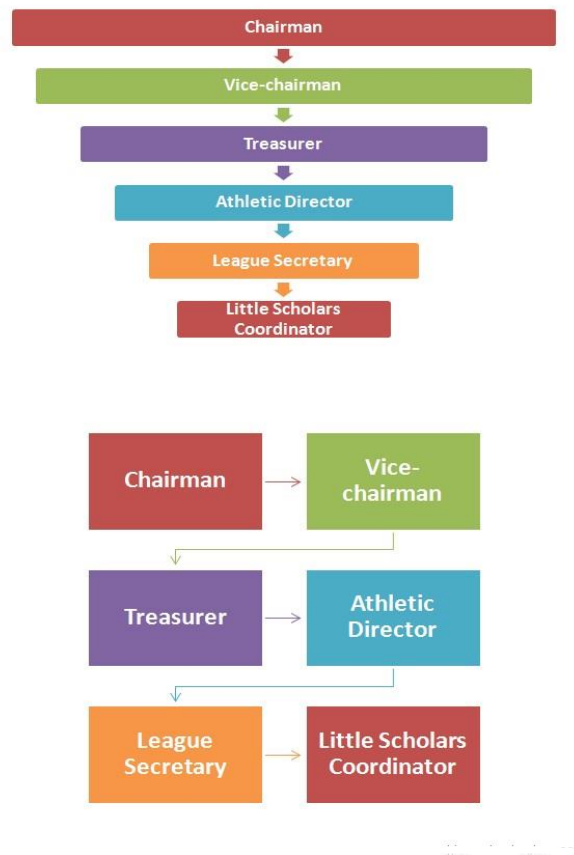 Chairman
Vice-chairman
Treasurer
Athletic Director
League Secretary
Little Scholars
Coordinator
Chairman
Vice-
chairman
Treasurer
Athletic
Director
League
Secretary
Little Scholars
Coordinator